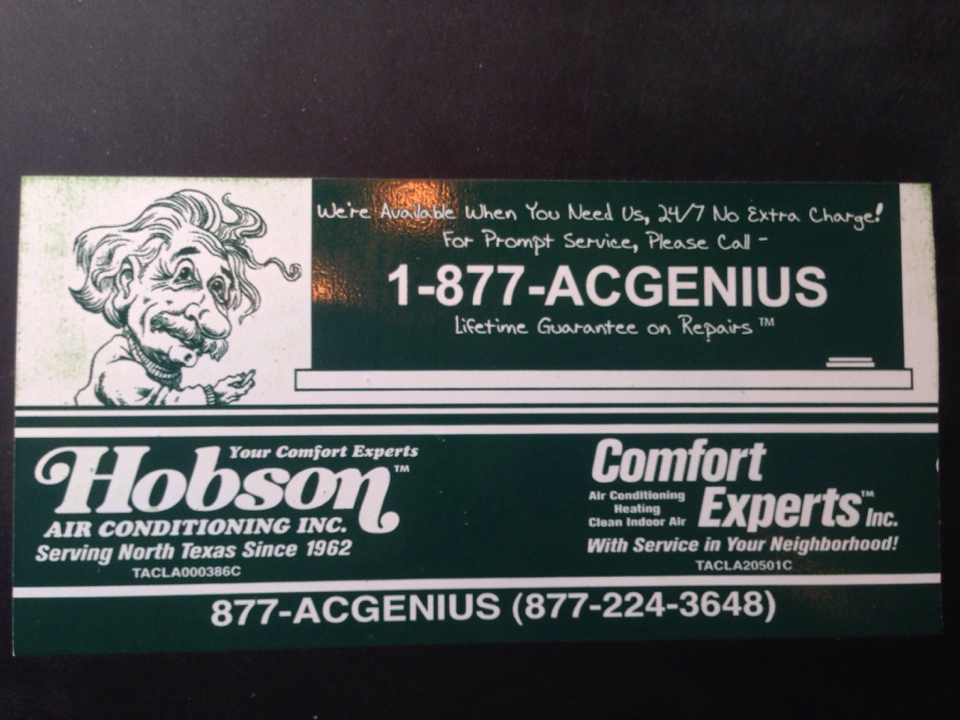 We're Available When You Need Us, 24/7 No Extra Charge!
For Prompt Service, Please Call -
1-877-ACGENIUS
Lifetime Guarantee on Repairs™
Your Comfort Experts
Hobson™
AIR CONDITIONING INC.
Serving North Texas Since 1962
TACLA000386C
Comfort
Air Conditioning
Heating
Clean Indoor Air
Experts™ Inc.
With Service in Your Neighborhood!
TACLA20501C
877-ACGENIUS (877-224-3648)